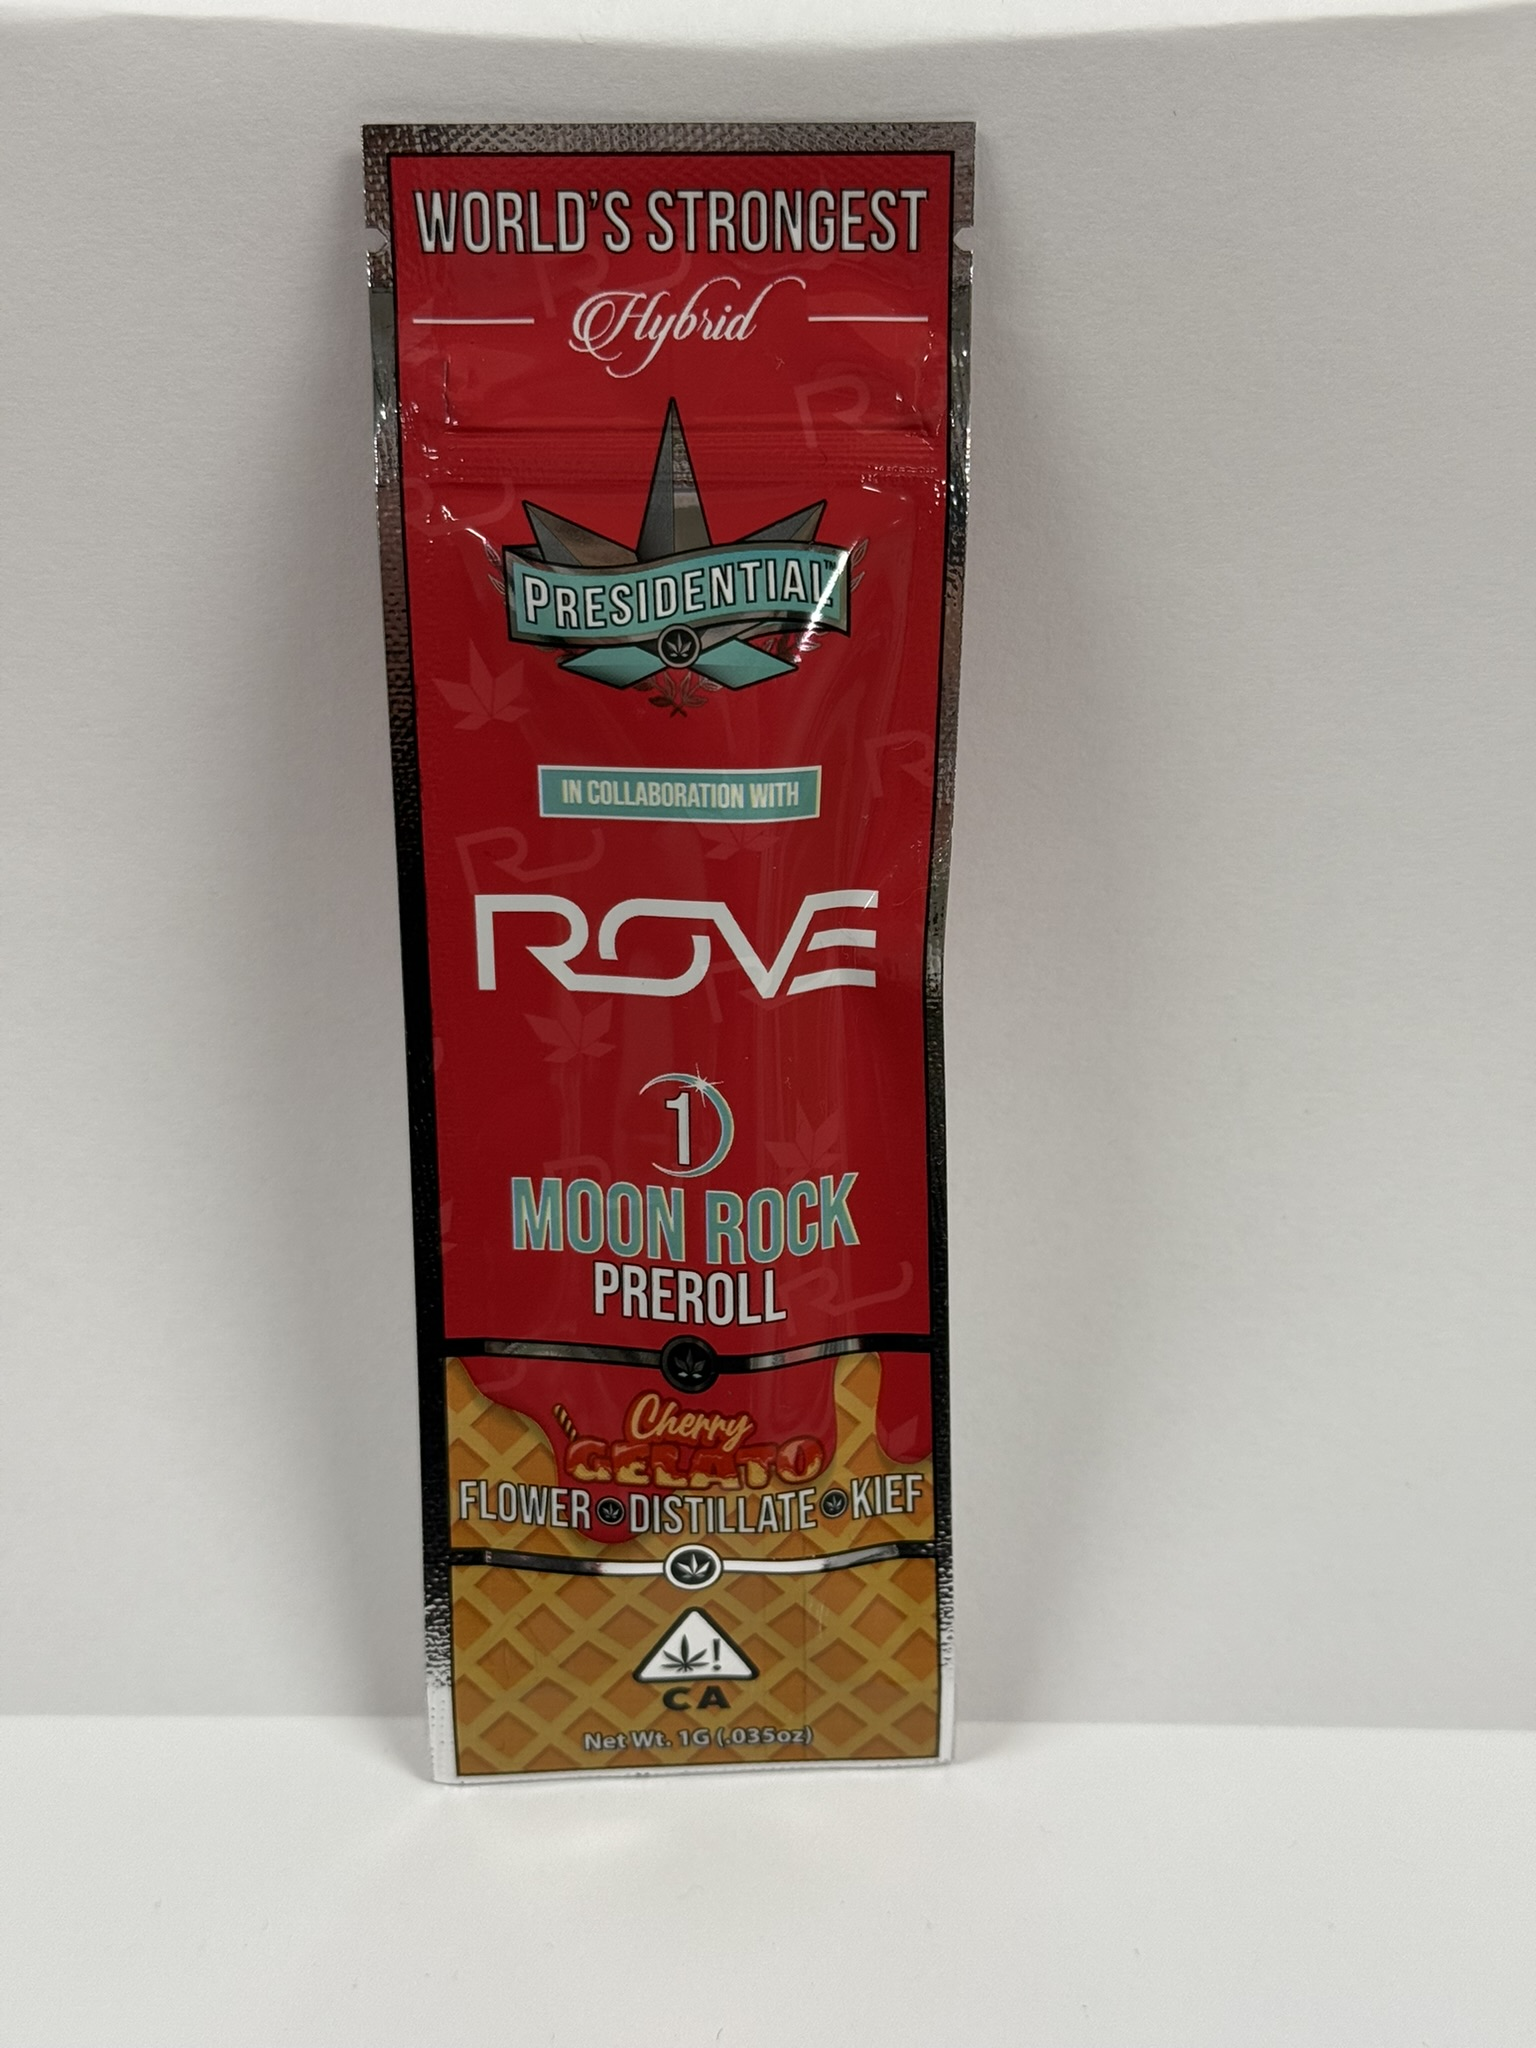 WORLD'S STRONGEST
Hybrid
PRESIDENTIAL™
IN COLLABORATION WITH
ROVE
1
MOON ROCK
PREROLL
Cherry
GELATO
FLOWER DISTILLATE KIEF
!
CA
Net Wt. 1G (.035oz)